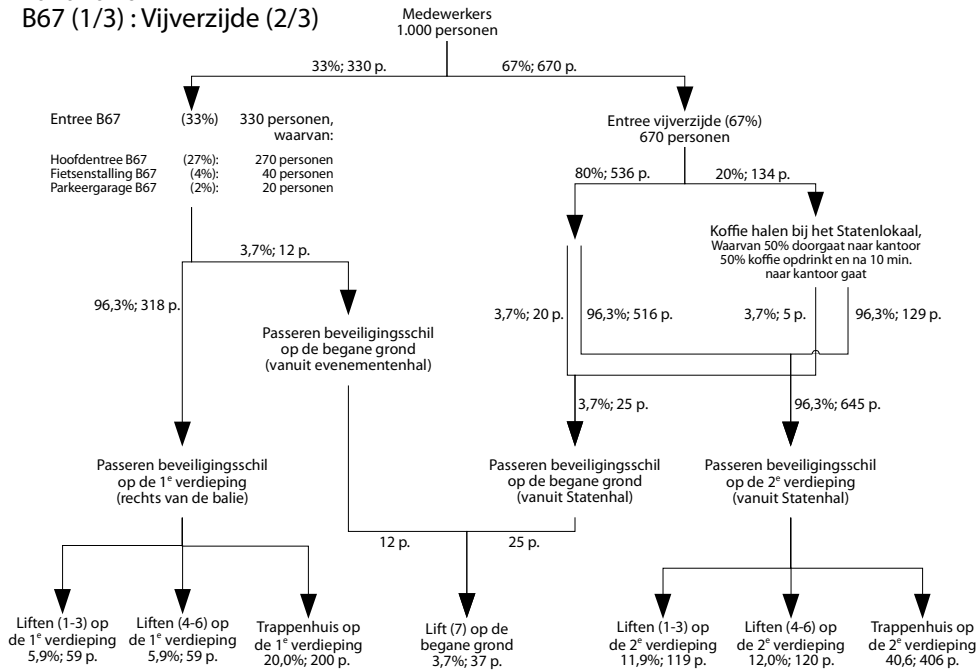 B67 (1/3) : Vijverzijde (2/3)
Medewerkers
1.000 personen
33%; 330 p.
67%; 670 p.
Entree B67 (33%) 330 personen,
waarvan:
Hoofdentree B67 (27%): 270 personen
Fietsenstalling B67 (4%): 40 personen
Parkeergarage B67 (2%): 20 personen
Entree vijverzijde (67%)
670 personen
80%; 536 p.
20%; 134 p.
Koffie halen bij het Statenlokaal,
Waarvan 50% doorgaat naar kantoor
50% koffie opdrinkt en na 10 min.
naar kantoor gaat
3,7%; 12 p.
96,3%; 318 p.
3,7%; 20 p.
96,3%; 516 p.
3,7%; 5 p.
96,3%; 129 p.
Passeren beveiligingsschil
op de begane grond
(vanuit evenementenhal)
3,7%; 25 p.
96,3%; 645 p.
Passeren beveiligingsschil
op de 1e verdieping
(rechts van de balie)
Passeren beveiligingsschil
op de begane grond
(vanuit Statenhal)
Passeren beveiligingsschil
op de 2e verdieping
(vanuit Statenhal)
12 p.
25 p.
Liften (1-3) op
de 1e verdieping
5,9%; 59 p.
Liften (4-6) op
de 1e verdieping
5,9%; 59 p.
Trappenhuis op
de 1e verdieping
20,0%; 200 p.
Lift (7) op de
begane grond
3,7%; 37 p.
Liften (1-3) op
de 2e verdieping
11,9%; 119 p.
Liften (4-6) op
de 2e verdieping
12,0%; 120 p.
Trappenhuis op
de 2e verdieping
40,6; 406 p.